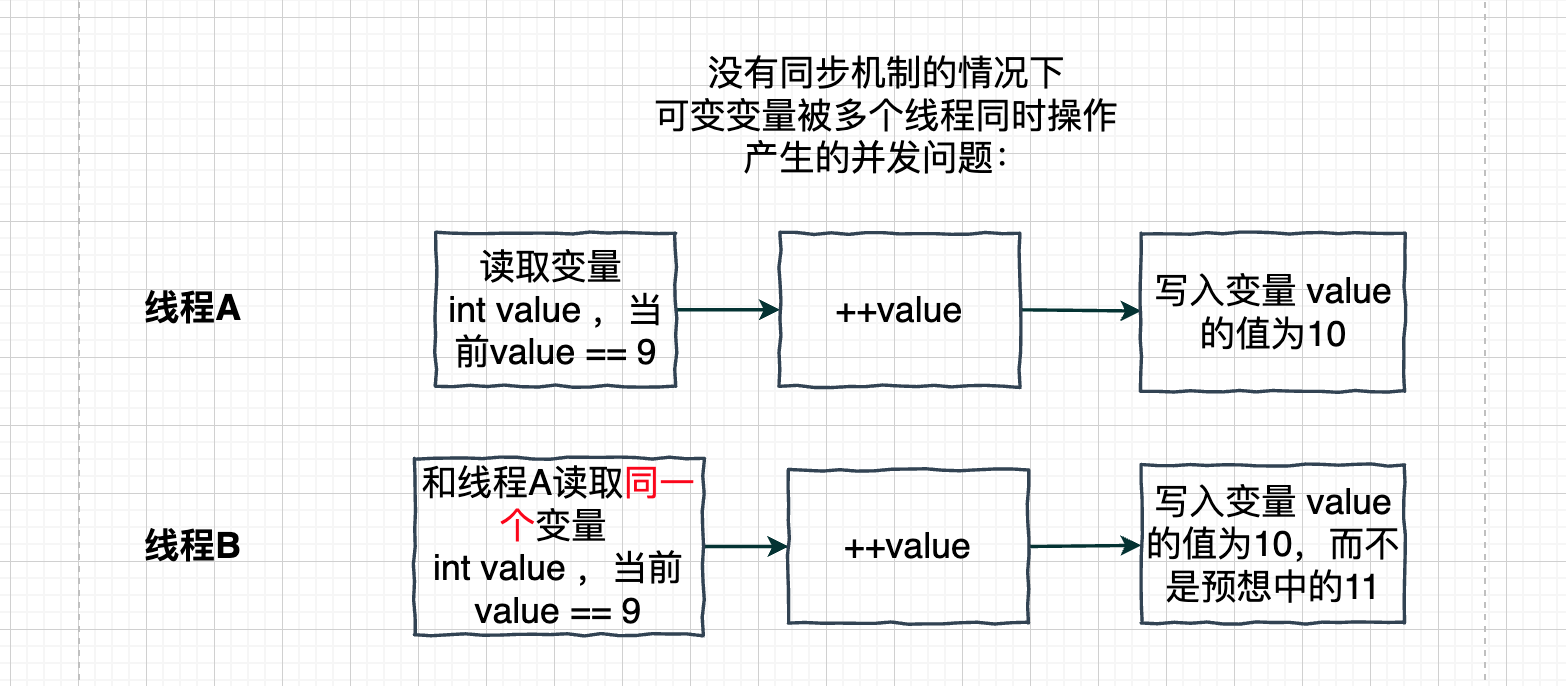 没有同步机制的情况下
可变变量被多个线程同时操作
产生的并发问题：
线程A
读取变量
int value ， 当
前value == 9
++value
写入变量 value
的值为10
线程B
和线程A读取同一
个变量
int value ， 当前
value == 9
++value
写入变量 value
的值为10，而不
是预想中的11